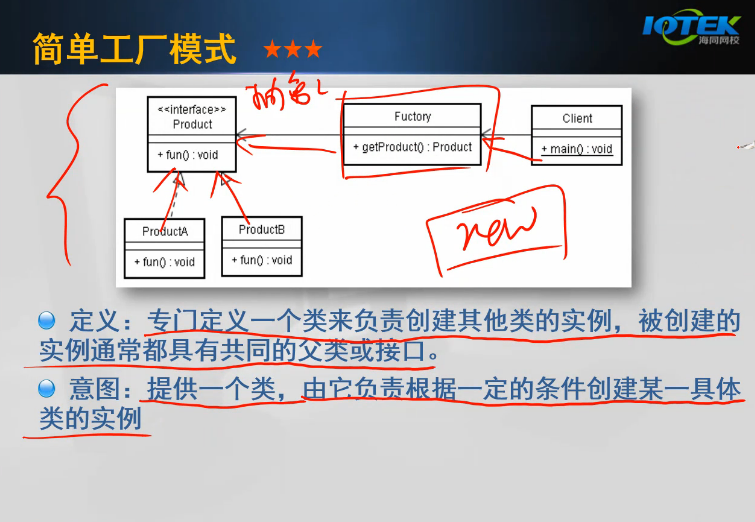 简单工厂模式 ★★★
IOTEK
海同网校
<<interface>>
Product
+ fun() : void
Fuctory
+ getProduct() : Product
Client
+ main() : void
new
ProductA
+ fun() : void
ProductB
+ fun() : void
定义：专门定义一个类来负责创建其他类的实例，被创建的
实例通常都具有共同的父类或接口。
意图：提供一个类，由它负责根据一定的条件创建某一具体
类的实例